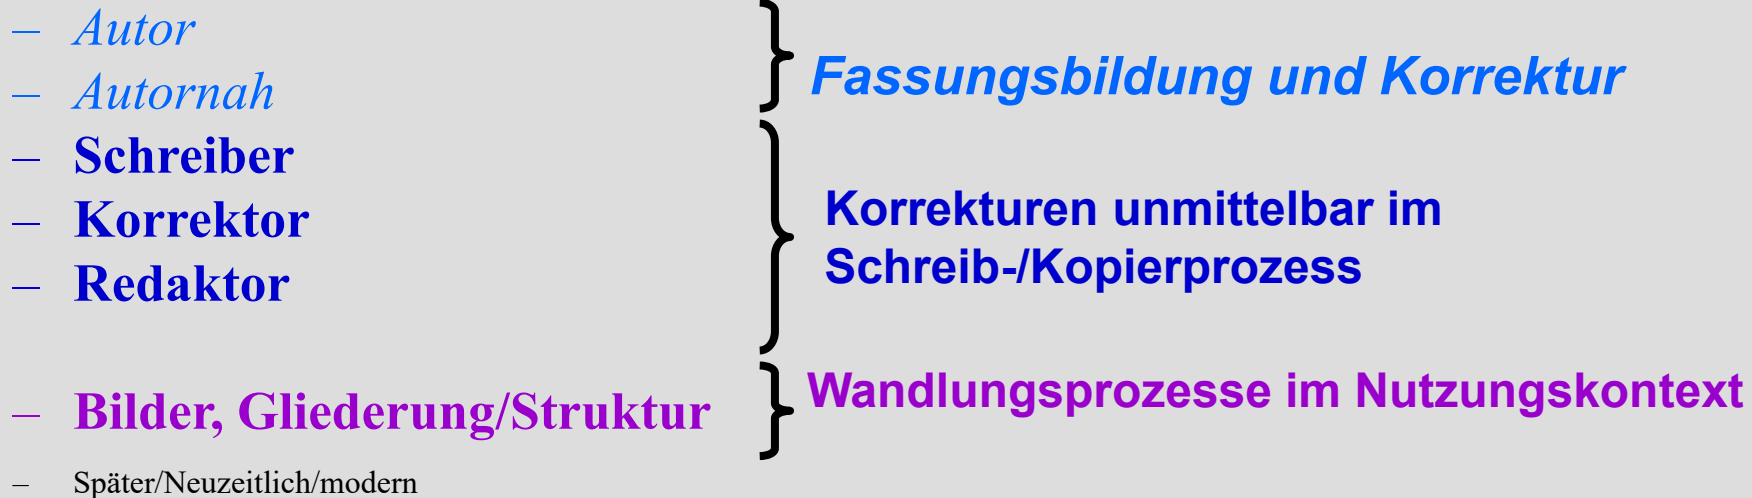 – Autor
– Autornah
Fassungsbildung und Korrektur
– Schreiber
– Korrektor
– Redaktor
Korrekturen unmittelbar im
Schreib-/Kopierprozess
– Bilder, Gliederung/Struktur
Wandlungsprozesse im Nutzungskontext
– Später/Neuzeitlich/modern